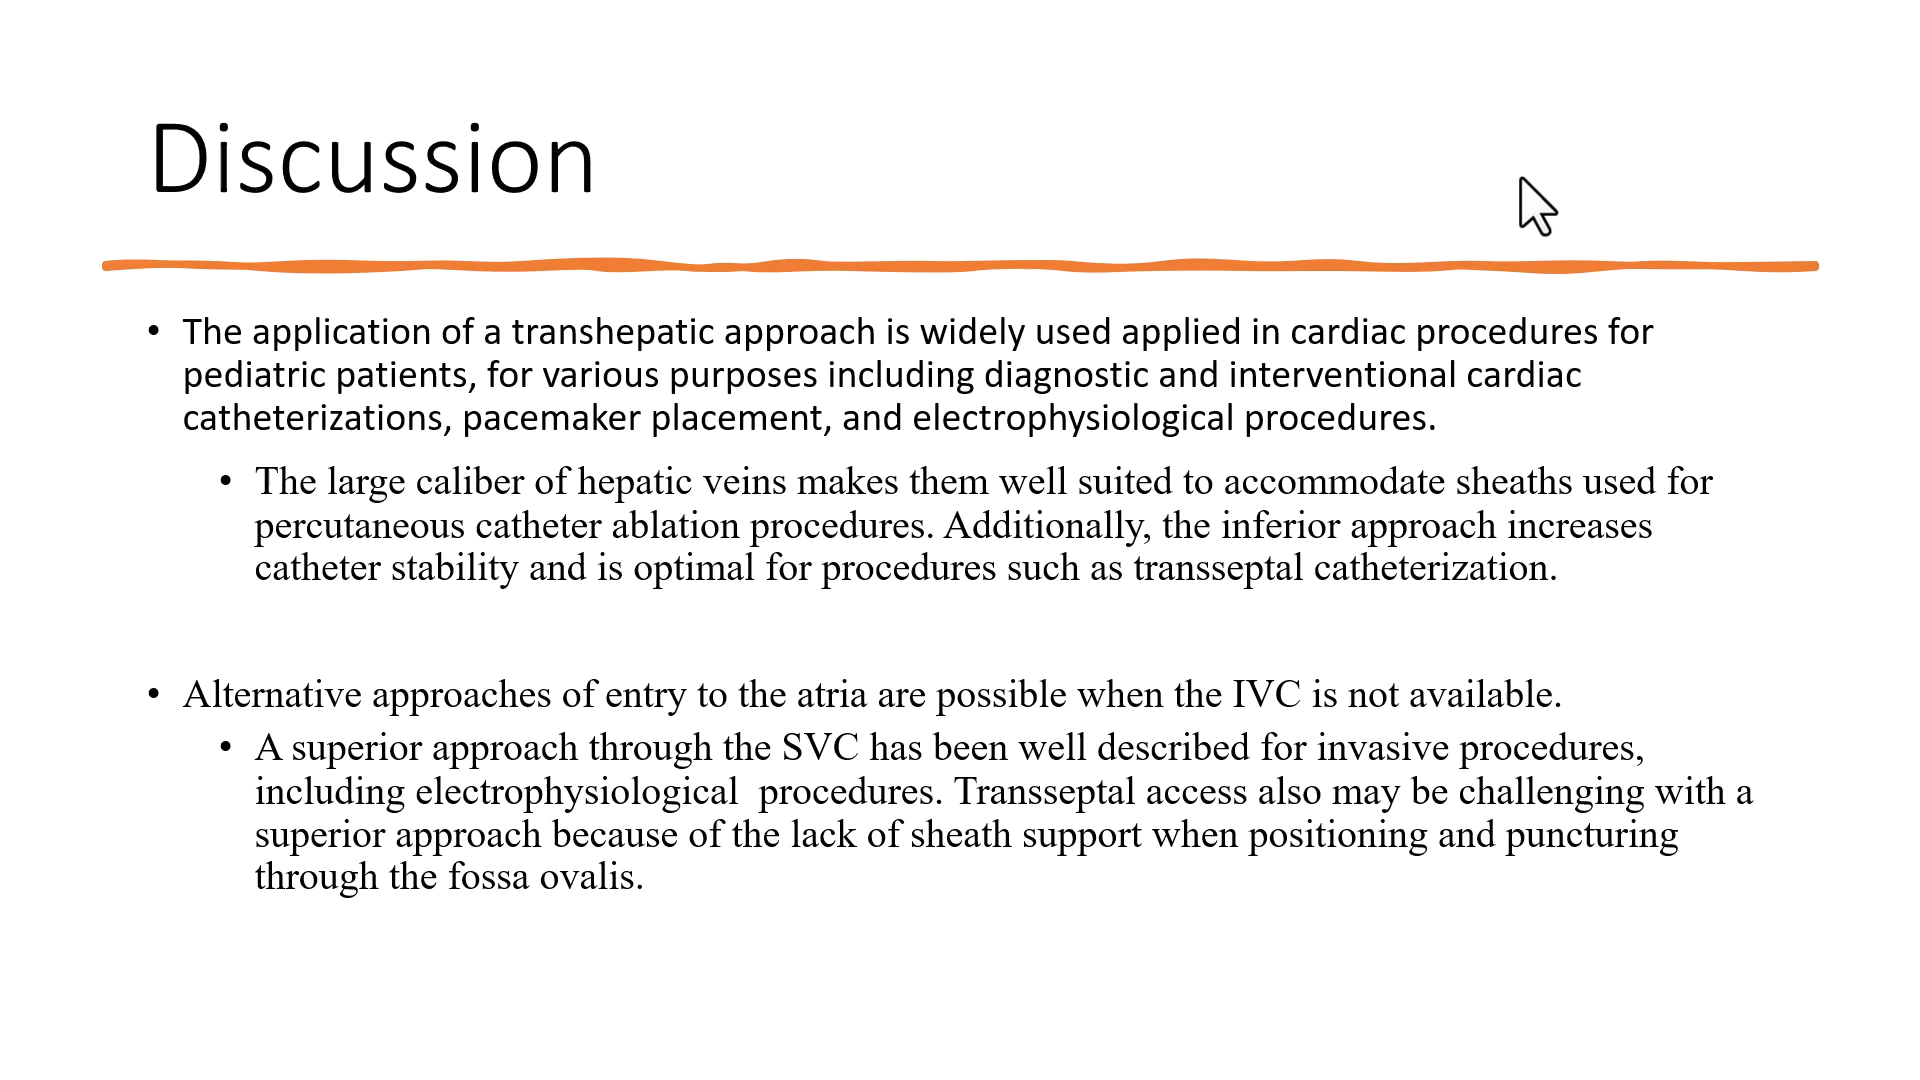 Discussion
• The application of a transhepatic approach is widely used applied in cardiac procedures for
pediatric patients, for various purposes including diagnostic and interventional cardiac
catheterizations, pacemaker placement, and electrophysiological procedures.
• The large caliber of hepatic veins makes them well suited to accommodate sheaths used for
percutaneous catheter ablation procedures. Additionally, the inferior approach increases
catheter stability and is optimal for procedures such as transseptal catheterization.
• Alternative approaches of entry to the atria are possible when the IVC is not available.
• A superior approach through the SVC has been well described for invasive procedures,
including electrophysiological  procedures. Transseptal access also may be challenging with a
superior approach because of the lack of sheath support when positioning and puncturing
through the fossa ovalis.